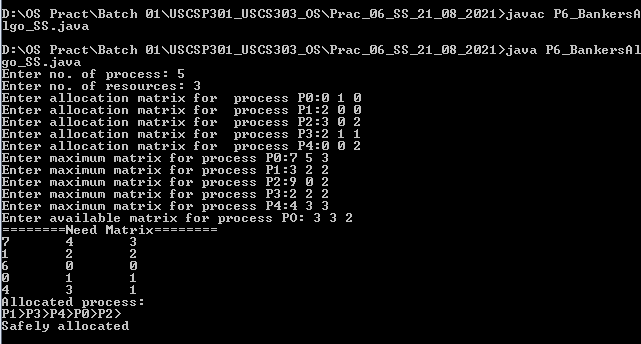 D:\OS Pract\Batch 01\USCSP301_USCS303_OS\Prac_06_SS_21_08_2021>javac P6_BankersA
lgo_SS.java
D:\OS Pract\Batch 01\USCSP301_USCS303_OS\Prac_06_SS_21_08_2021>java P6_BankersAl
go_SS.java
Enter no. of process: 5
Enter no. of resources: 3
Enter allocation matrix for  process P0:0 1 0
Enter allocation matrix for  process P1:2 0 0
Enter allocation matrix for  process P2:3 0 2
Enter allocation matrix for  process P3:2 1 1
Enter allocation matrix for  process P4:0 0 2
Enter maximum matrix for process P0:7 5 3
Enter maximum matrix for process P1:3 2 2
Enter maximum matrix for process P2:9 0 2
Enter maximum matrix for process P3:2 2 2
Enter maximum matrix for process P4:4 3 3
Enter available matrix for process PO: 3 3 2
========Need Matrix========
7       4       3
1       2       2
6       0       0
0       1       1
4       3       1
Allocated process:
P1>P3>P4>P0>P2>
Safely allocated